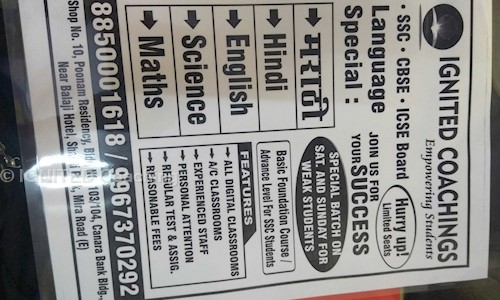 IGNITED COACHINGS
Empowering Students
• SSC • CBSE • ICSE Board
Hurry up!
Limited Seats
Language
Special :
JOIN US FOR
YOUR SUCCESS
→ मराठी
→ Hindi
→ English
→ Science
→ Maths
SPECIAL BATCH ON
SAT AND SUNDAY FOR
WEAK STUDENTS
Basic Foundation Course /
Advance Level For SSC Students
FEATURES
→ ALL DIGITAL CLASSROOMS
→ A/C CLASSROOMS
→ EXPERIENCED STAFF
→ PERSONAL ATTENTION
→ REGULAR TEST & ASSIG.
→ REASONABLE FEES
8850001618 / 9967370292
Shop No. 10, Poonam Residency, Bldg 103/104, Canara Bank Bldg.,
Near Balaji Hotel, Mira Road (E)